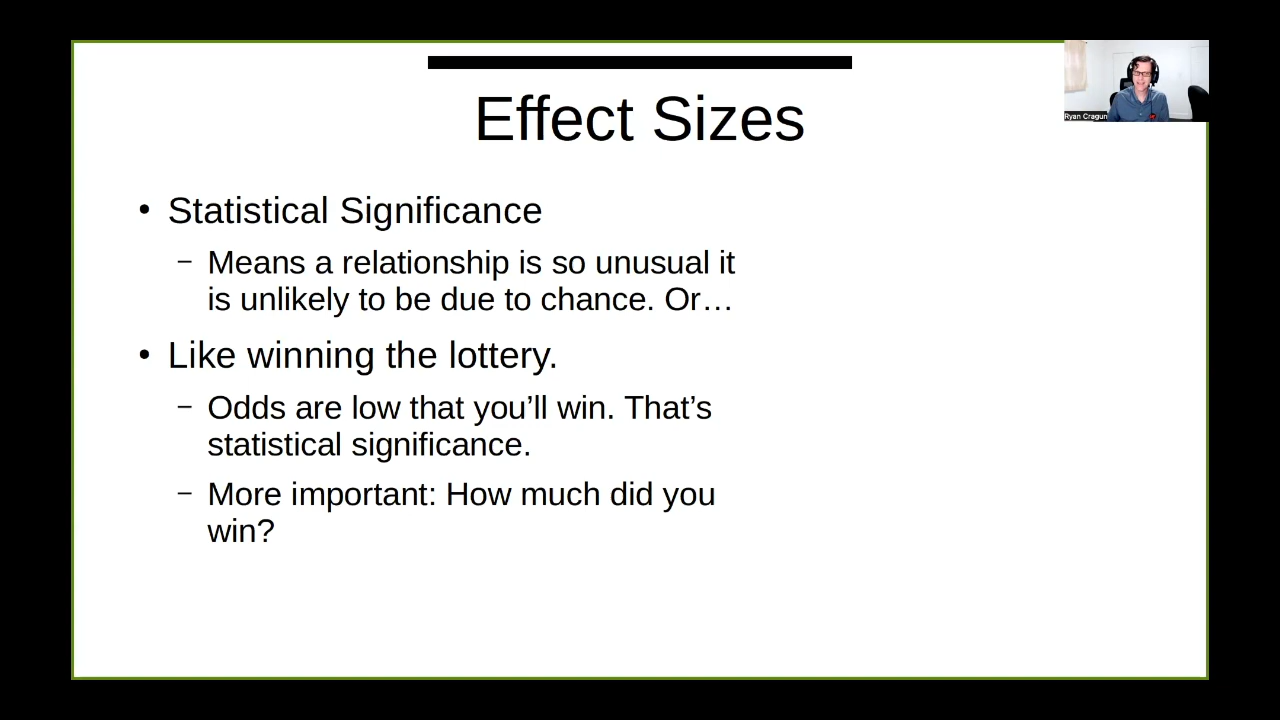 Effect Sizes
Ryan Cragun
• Statistical Significance
– Means a relationship is so unusual it
is unlikely to be due to chance. Or…
• Like winning the lottery.
– Odds are low that you’ll win. That’s
statistical significance.
– More important: How much did you
win?